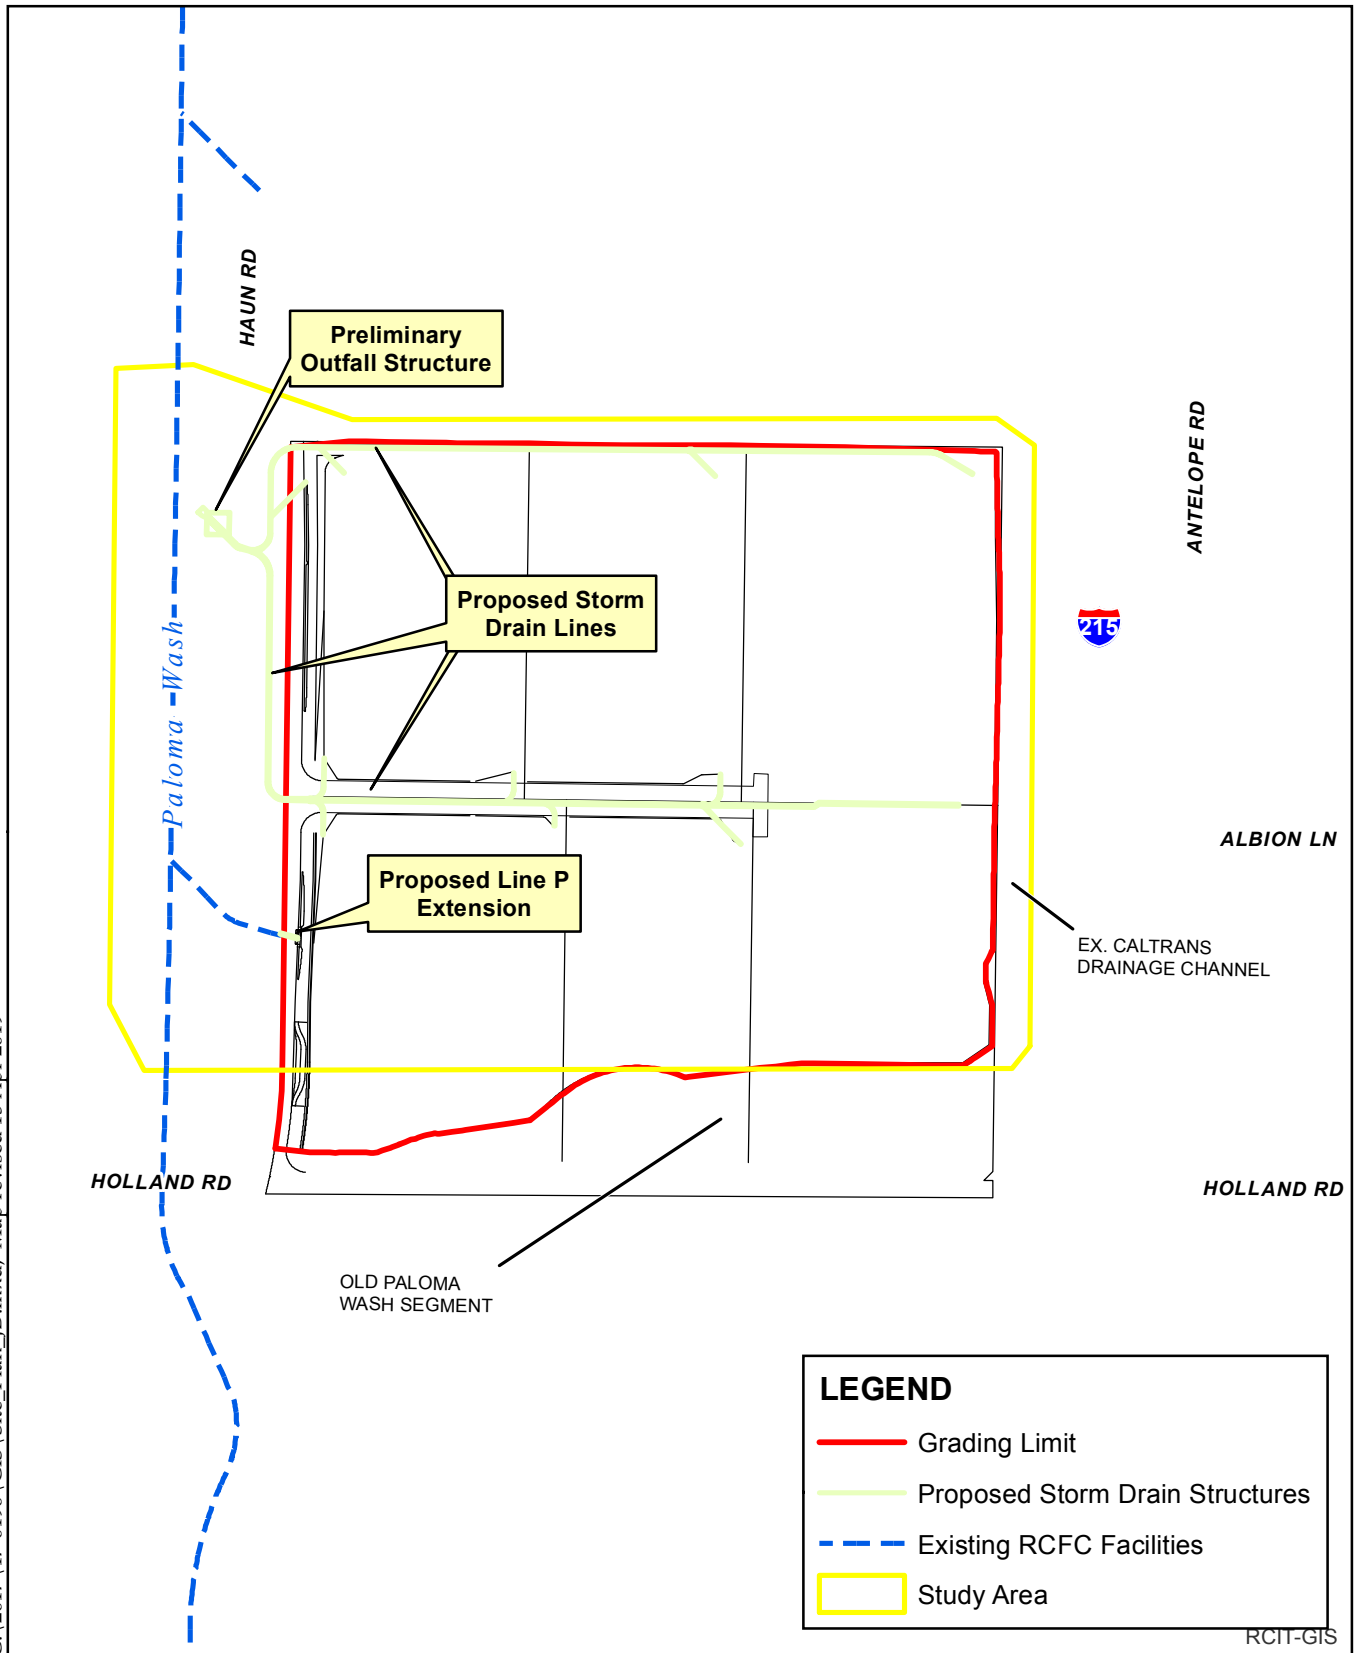 HAUN RD
Preliminary
Outfall Structure
ANTELOPE RD
Proposed Storm
Drain Lines
215
Paloma Wash
ALBION LN
Proposed Line P
Extension
EX. CALTRANS
DRAINAGE CHANNEL
HOLLAND RD
HOLLAND RD
OLD PALOMA
WASH SEGMENT
LEGEND
Grading Limit
Proposed Storm Drain Structures
Existing RCFC Facilities
Study Area
RCIT-GIS